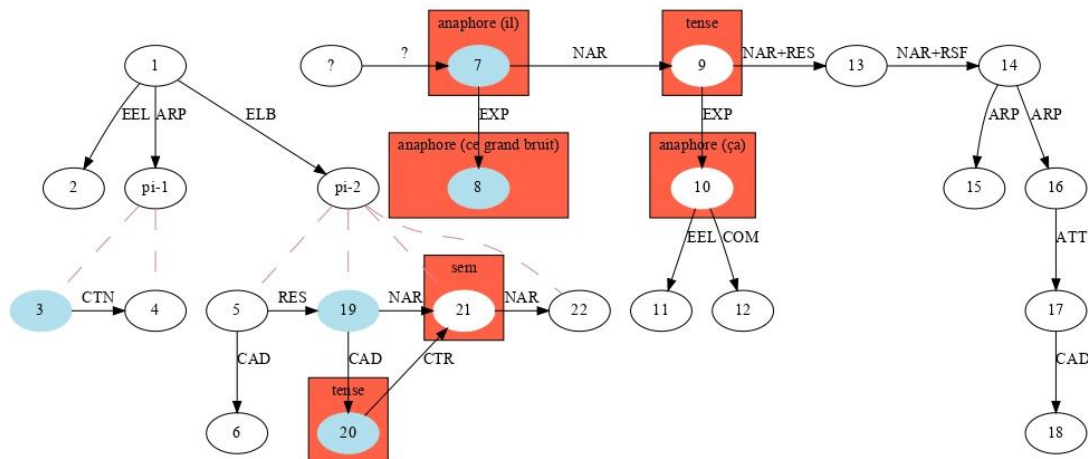 anaphore (il)
tense
1
?
?
7
NAR
9
NAR+RES
13
NAR+RSF
14
EEL
ARP
ELB
EXP
EXP
ARP
ARP
anaphore (ce grand bruit)
anaphore (ça)
2
pi-1
pi-2
8
10
15
16
sem
EEL
COM
ATT
3
CTN
4
5
RES
19
NAR
21
NAR
22
11
12
17
CAD
CAD
CTR
CAD
tense
6
20
18